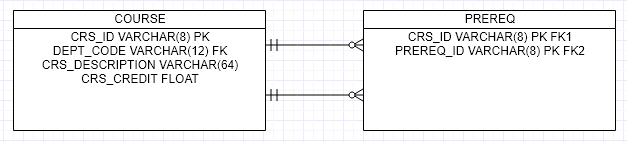 COURSE
CRS_ID VARCHAR(8) PK
DEPT_CODE VARCHAR(12) FK
CRS_DESCRIPTION VARCHAR(64)
CRS_CREDIT FLOAT
PREREQ
CRS_ID VARCHAR(8) PK FK1
PREREQ_ID VARCHAR(8) PK FK2